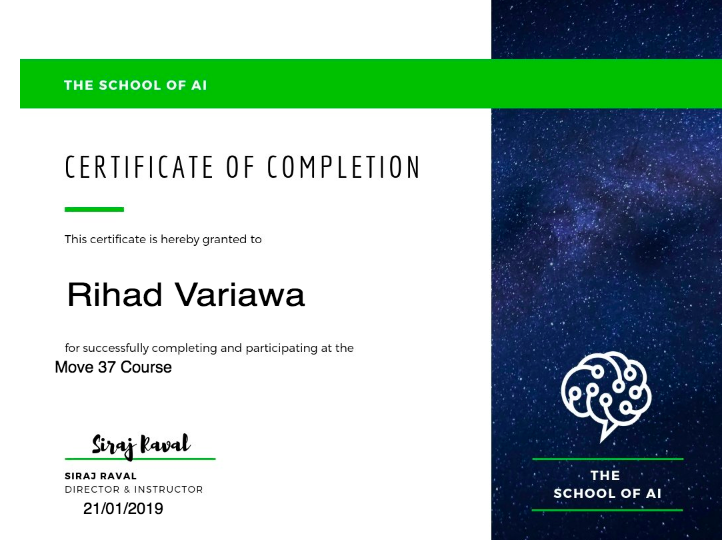 THE SCHOOL OF AI
CERTIFICATE OF COMPLETION
This certificate is hereby granted to
Rihad Variawa
for successfully completing and participating at the
Move 37 Course
Siraj Raval
SIRAJ RAVAL
DIRECTOR & INSTRUCTOR
21/01/2019
THE
SCHOOL OF AI